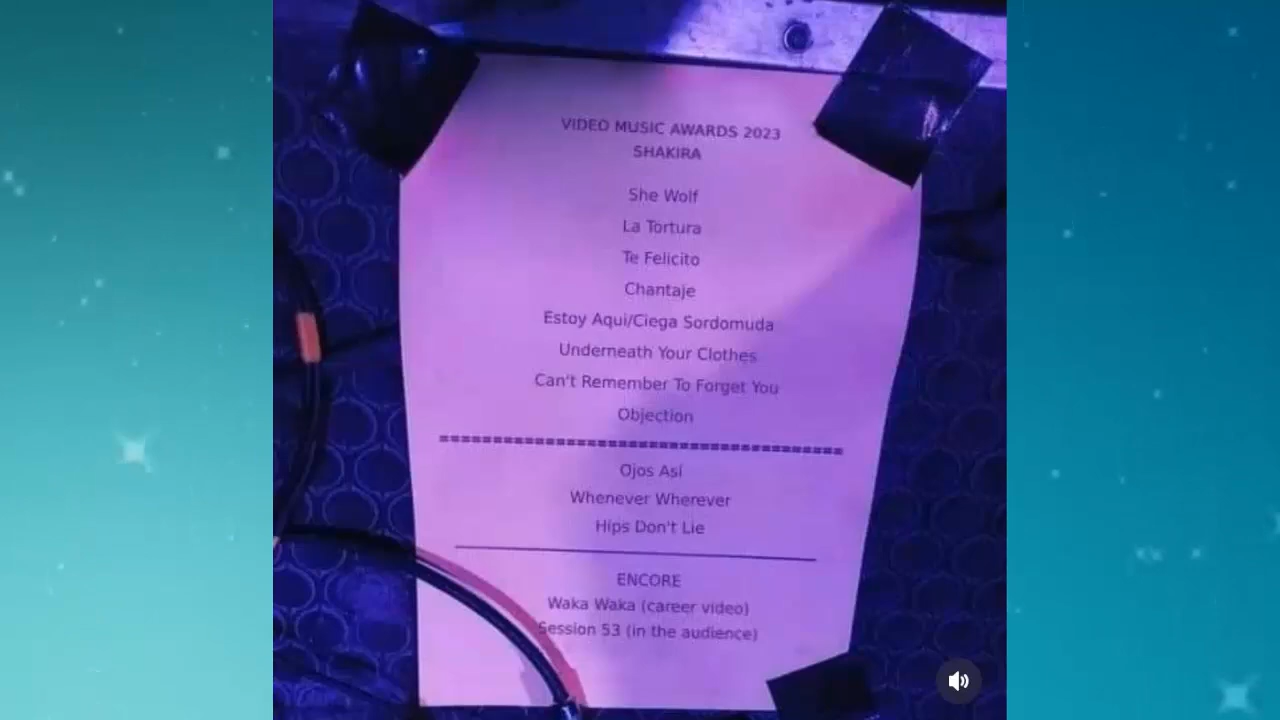 VIDEO MUSIC AWARDS 2023
SHAKIRA
She Wolf
La Tortura
Te Felicito
Chantaje
Estoy Aqui/Ciega Sordomuda
Underneath Your Clothes
Can't Remember To Forget You
Objection
=====================================
Ojos Así
Whenever Wherever
Hips Don't Lie
ENCORE
Waka Waka (career video)
Session 53 (in the audience)